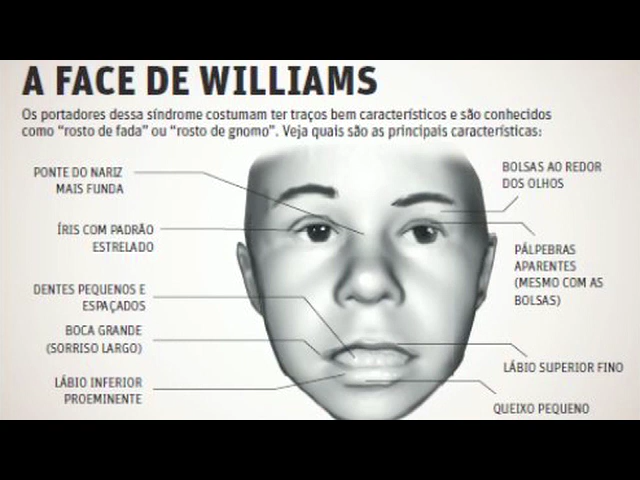 A FACE DE WILLIAMS
Os portadores dessa síndrome costumam ter traços bem característicos e são conhecidos
como “rosto de fada” ou “rosto de gnomo”. Veja quais são as principais características:
PONTE DO NARIZ
MAIS FUNDA
ÍRIS COM PADRÃO
ESTRELADO
DENTES PEQUENOS E
ESPAÇADOS
BOCA GRANDE
(SORRISO LARGO)
LÁBIO INFERIOR
PROEMINENTE
BOLSAS AO REDOR
DOS OLHOS
PÁLPEBRAS
APARENTES
(MESMO COM AS
BOLSAS)
LÁBIO SUPERIOR FINO
QUEIXO PEQUENO